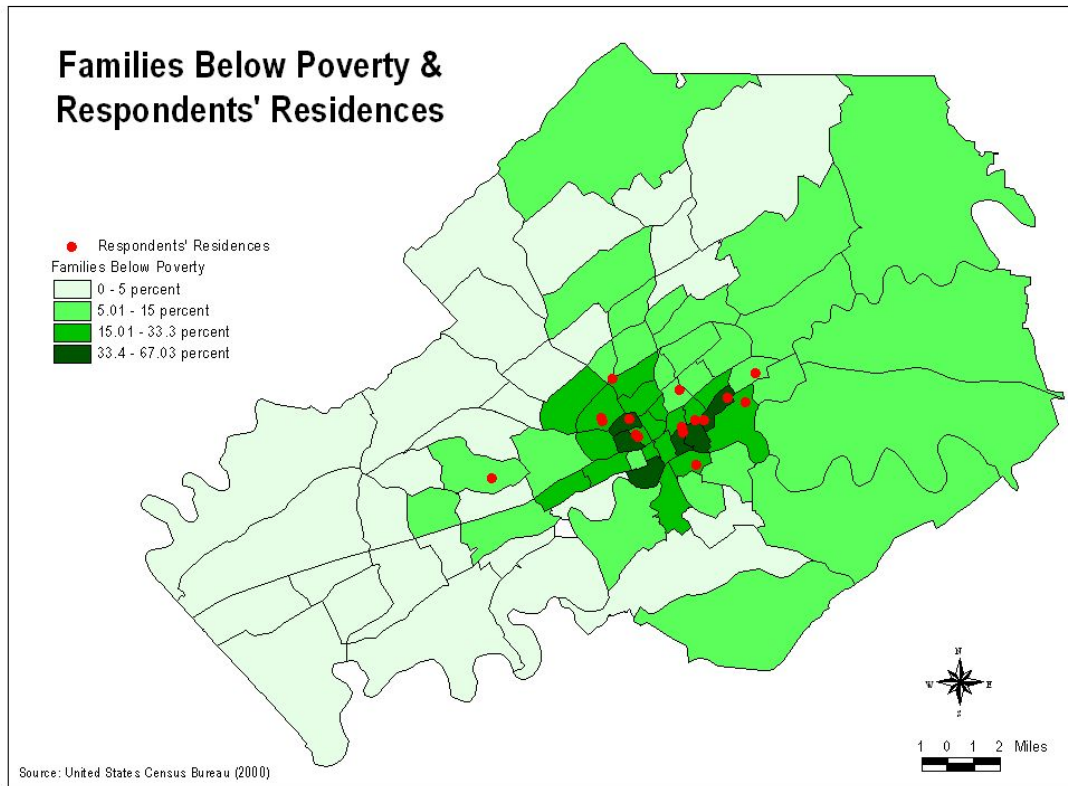 Families Below Poverty &
Respondents' Residences
Respondents' Residences
Families Below Poverty
0 - 5 percent
5.01 - 15 percent
15.01 - 33.3 percent
33.4 - 67.03 percent
N
W E
S
1 0 1 2 Miles
Source: United States Census Bureau (2000)